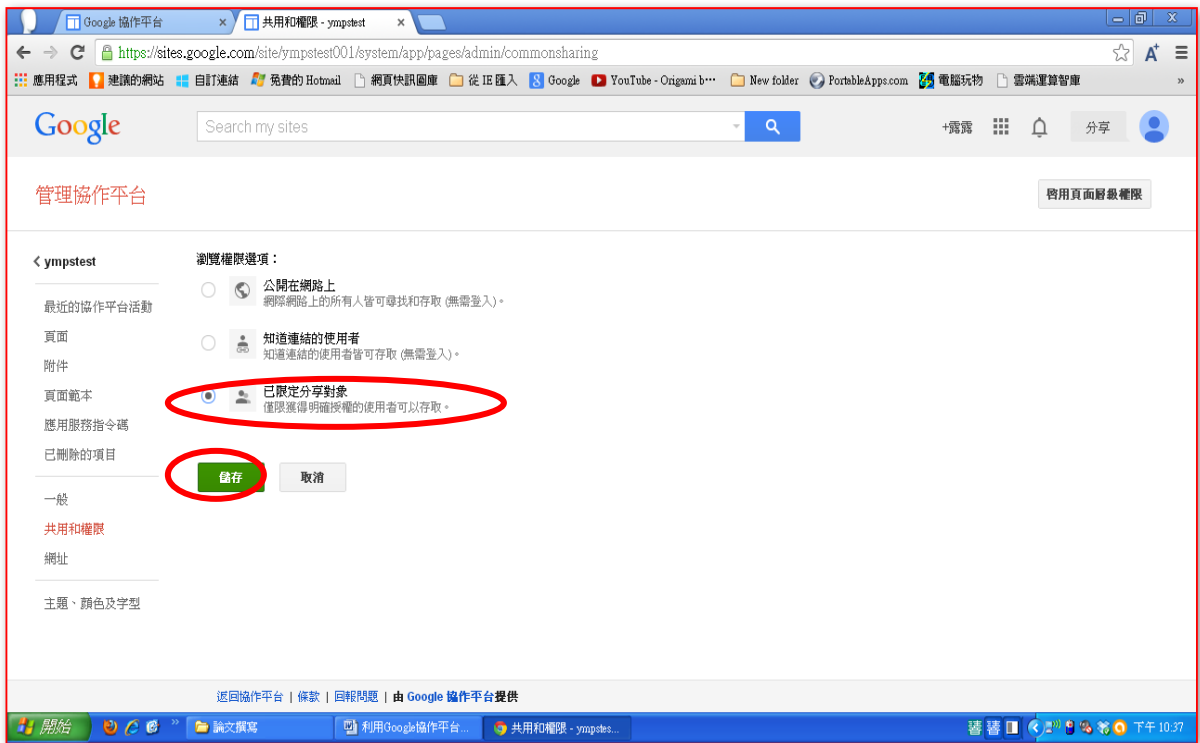 Google 協作平台
共用和權限 - ympstest
https://sites.google.com/site/ympstest001/system/app/pages/admin/commonsharing
應用程式 建議的網站 自訂連結 免費的 Hotmail 網頁快訊圖庫 從 IE 匯入 Google YouTube - Origami b… New folder PortableApps.com 電腦玩物 雲端運算智庫 »
Google Search my sites +露露 分享
管理協作平台 啓用頁面層級權限
ympstest
瀏覽權限選項：
公開在網路上
網際網路上的所有人皆可尋找和存取 (無需登入)。
知道連結的使用者
知道連結的使用者皆可存取 (無需登入)。
已限定分享對象
僅限獲得明確授權的使用者可以存取。
儲存 取消
最近的協作平台活動
頁面
附件
頁面範本
應用服務指令碼
已刪除的項目
一般
共用和權限
網址
主題、顏色及字型
返回協作平台 | 條款 | 回報問題 | 由 Google 協作平台提供
開始 » 論文撰寫 利用Google協作平台... 共用和權限 - ympstes... 下午 10:37